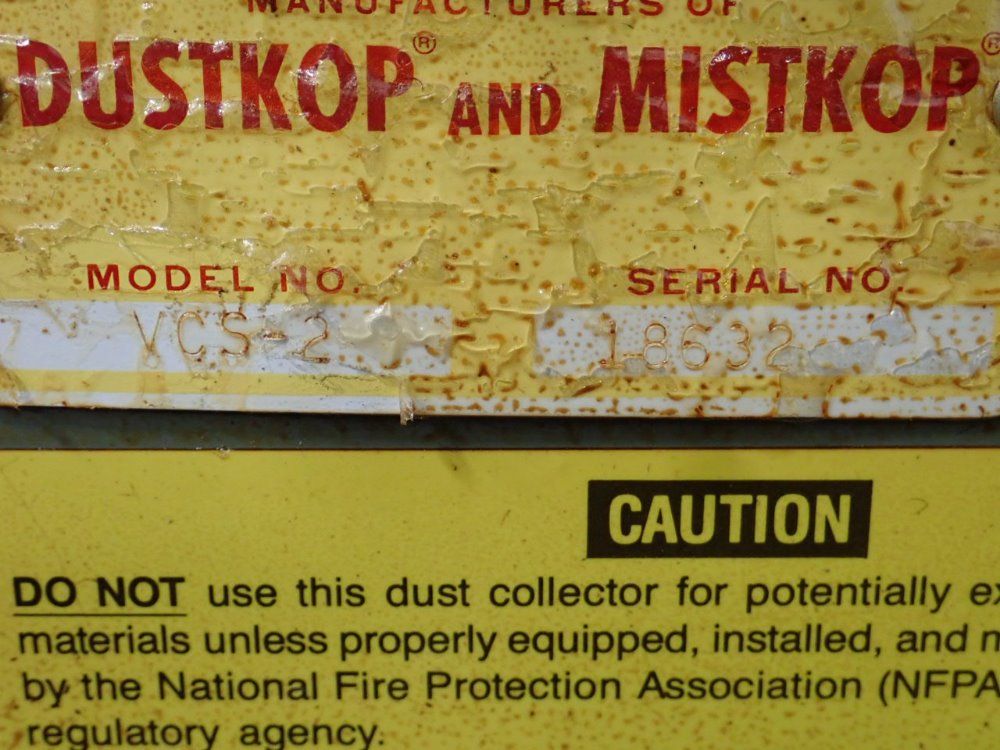 MANUFACTURERS OF
DUSTKOP® AND MISTKOP®
MODEL NO. SERIAL NO.
VCS-2 18632
CAUTION
DO NOT use this dust collector for potentially
materials unless properly equipped, installed, and
by the National Fire Protection Association (NFPA
regulatory agency.